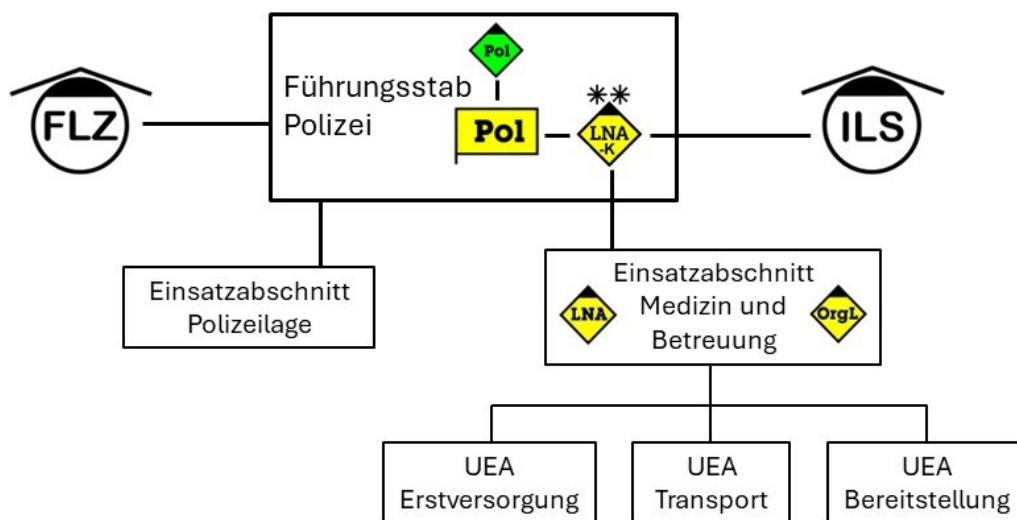 Pol
Führungsstab
Polizei
FLZ
Pol
**
LNA
-K
ILS
Einsatzabschnitt
Polizeilage
Einsatzabschnitt
Medizin und
Betreuung
LNA
OrgL
UEA
Erstversorgung
UEA
Transport
UEA
Bereitstellung